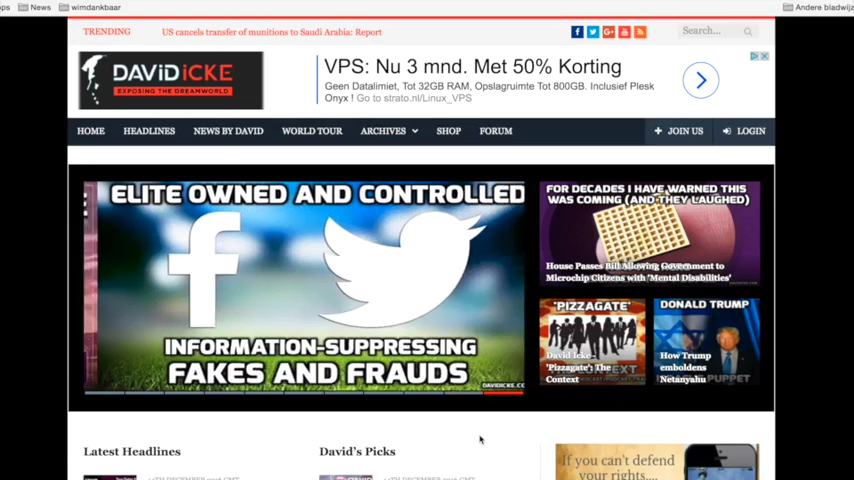 News
wimdankbaar
Andere bladwijz
TRENDING
US cancels transfer of munitions to Saudi Arabia: Report
Search...
DAVID ICKE
EXPOSING THE DREAMWORLD
VPS: Nu 3 mnd. Met 50% Korting
Geen Datalimiet, Tot 32GB RAM, Opslagruimte Tot 800GB. Inclusief Plesk
Onyx ! Go to strato.nl/Linux_VPS
HOME HEADLINES NEWS BY DAVID WORLD TOUR ARCHIVES SHOP FORUM
JOIN US LOGIN
ELITE OWNED AND CONTROLLED
INFORMATION-SUPPRESSING
FAKES AND FRAUDS
DAVIDICKE.CO
FOR DECADES I HAVE WARNED THIS
WAS COMING (AND THEY LAUGHED)
House Passes Bill Allowing Government to
Microchip Citizens with 'Mental Disabilities'
'PIZZAGATE'
David Icke -
'Pizzagate': The
Context
DONALD TRUMP
How Trump
emboldens
Netanyahu
PUPPET
Latest Headlines
David's Picks
If you can't defend
your rights....